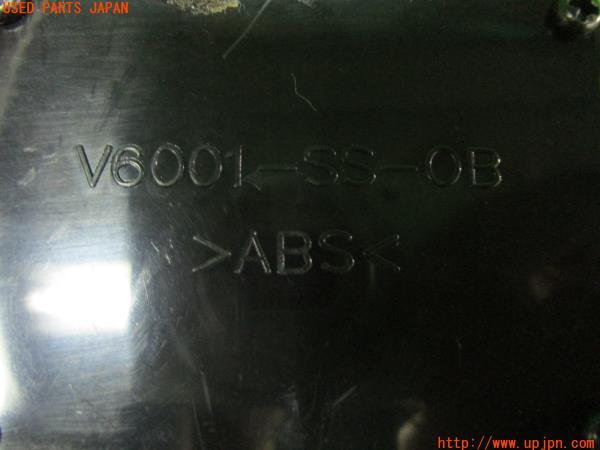 USED PARTS JAPAN
V6001-SS-0B
>ABS<
http://www.upjpn.com